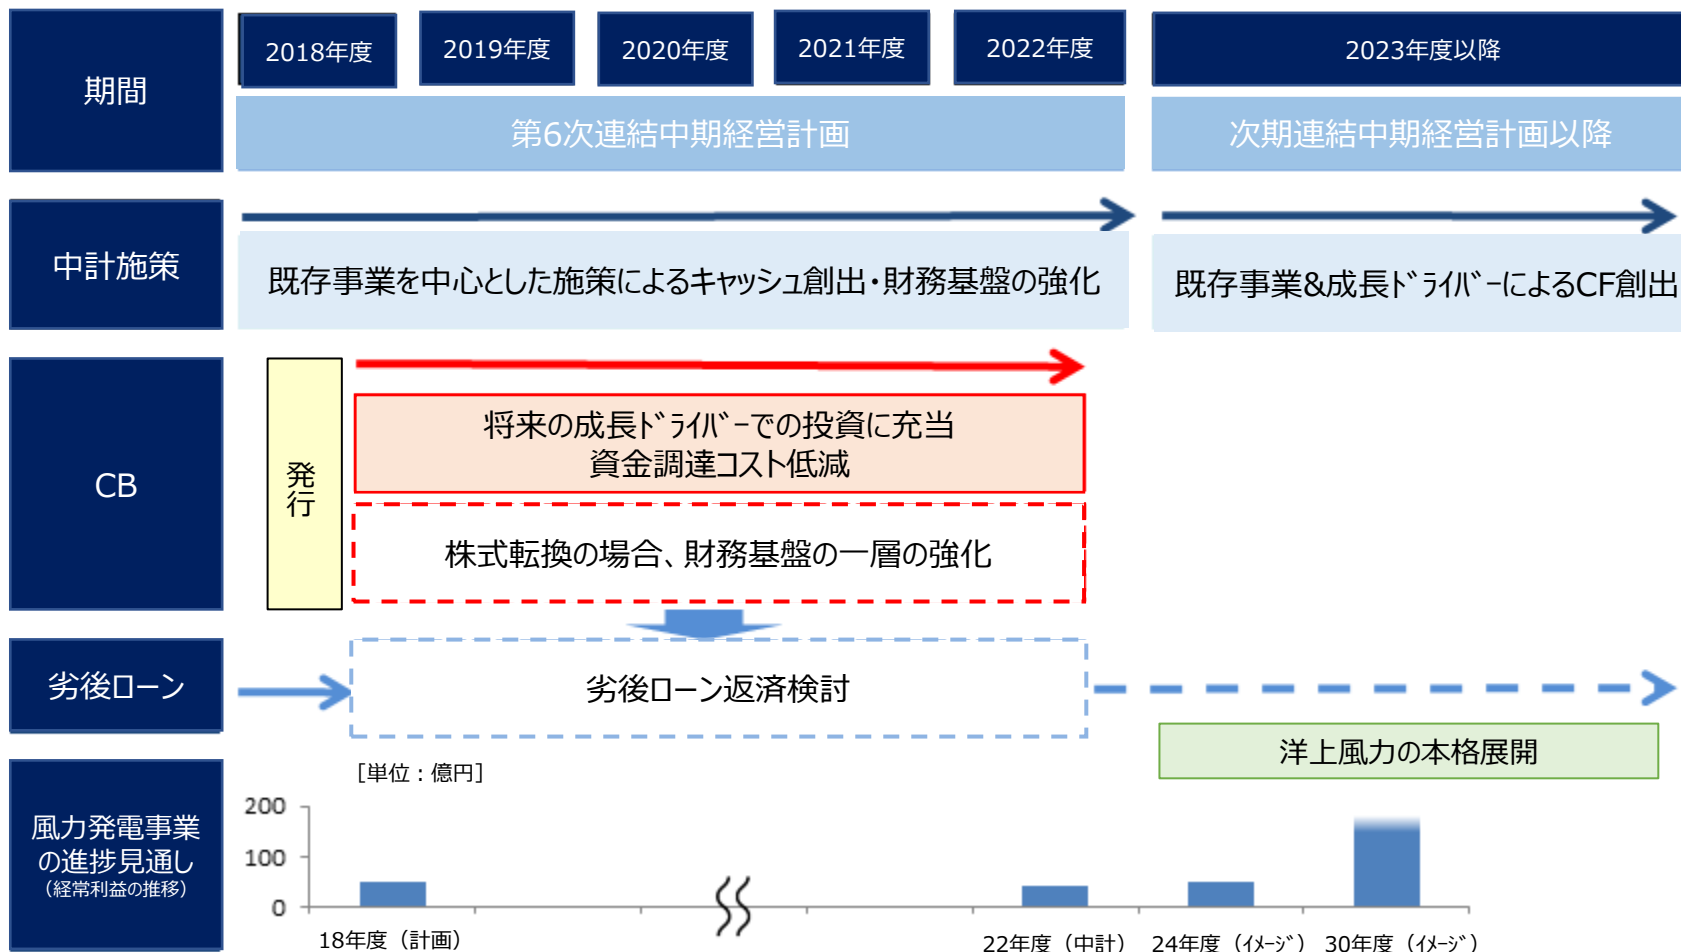 期間
2018年度
2019年度
2020年度
2021年度
2022年度
2023年度以降
第6次連結中期経営計画
次期連結中期経営計画以降
中計施策
既存事業を中心とした施策によるキャッシュ創出・財務基盤の強化
既存事業&成長ﾄﾞﾗｲﾊﾞｰによるCF創出
CB
発行
将来の成長ﾄﾞﾗｲﾊﾞｰでの投資に充当
資金調達コスト低減
株式転換の場合、財務基盤の一層の強化
劣後ローン
劣後ローン返済検討
洋上風力の本格展開
風力発電事業
の進捗見通し
（経常利益の推移）
［単位：億円］
200
100
0
18年度（計画）
22年度（中計）
24年度（ｲﾒｰｼﾞ）
30年度（ｲﾒｰｼﾞ）